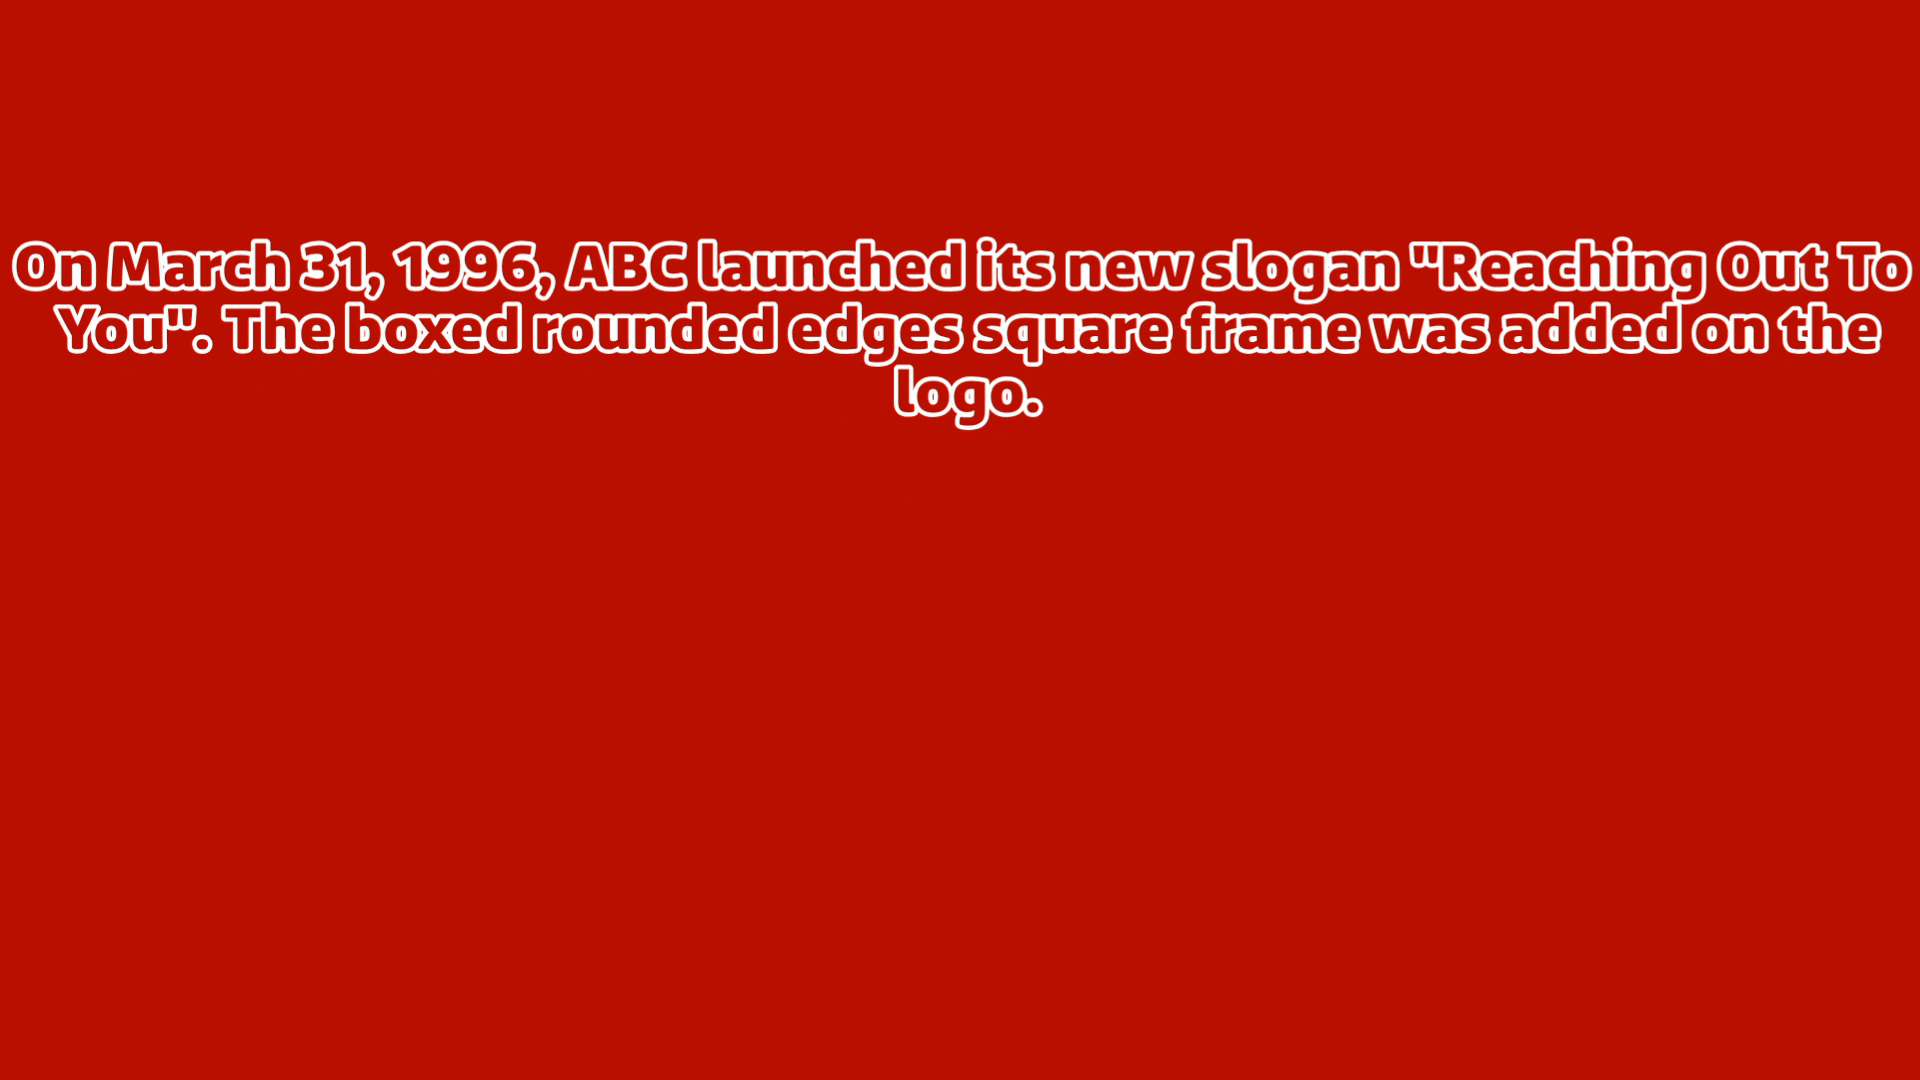 On March 31, 1996, ABC launched its new slogan "Reaching Out To
You". The boxed rounded edges square frame was added on the
logo.